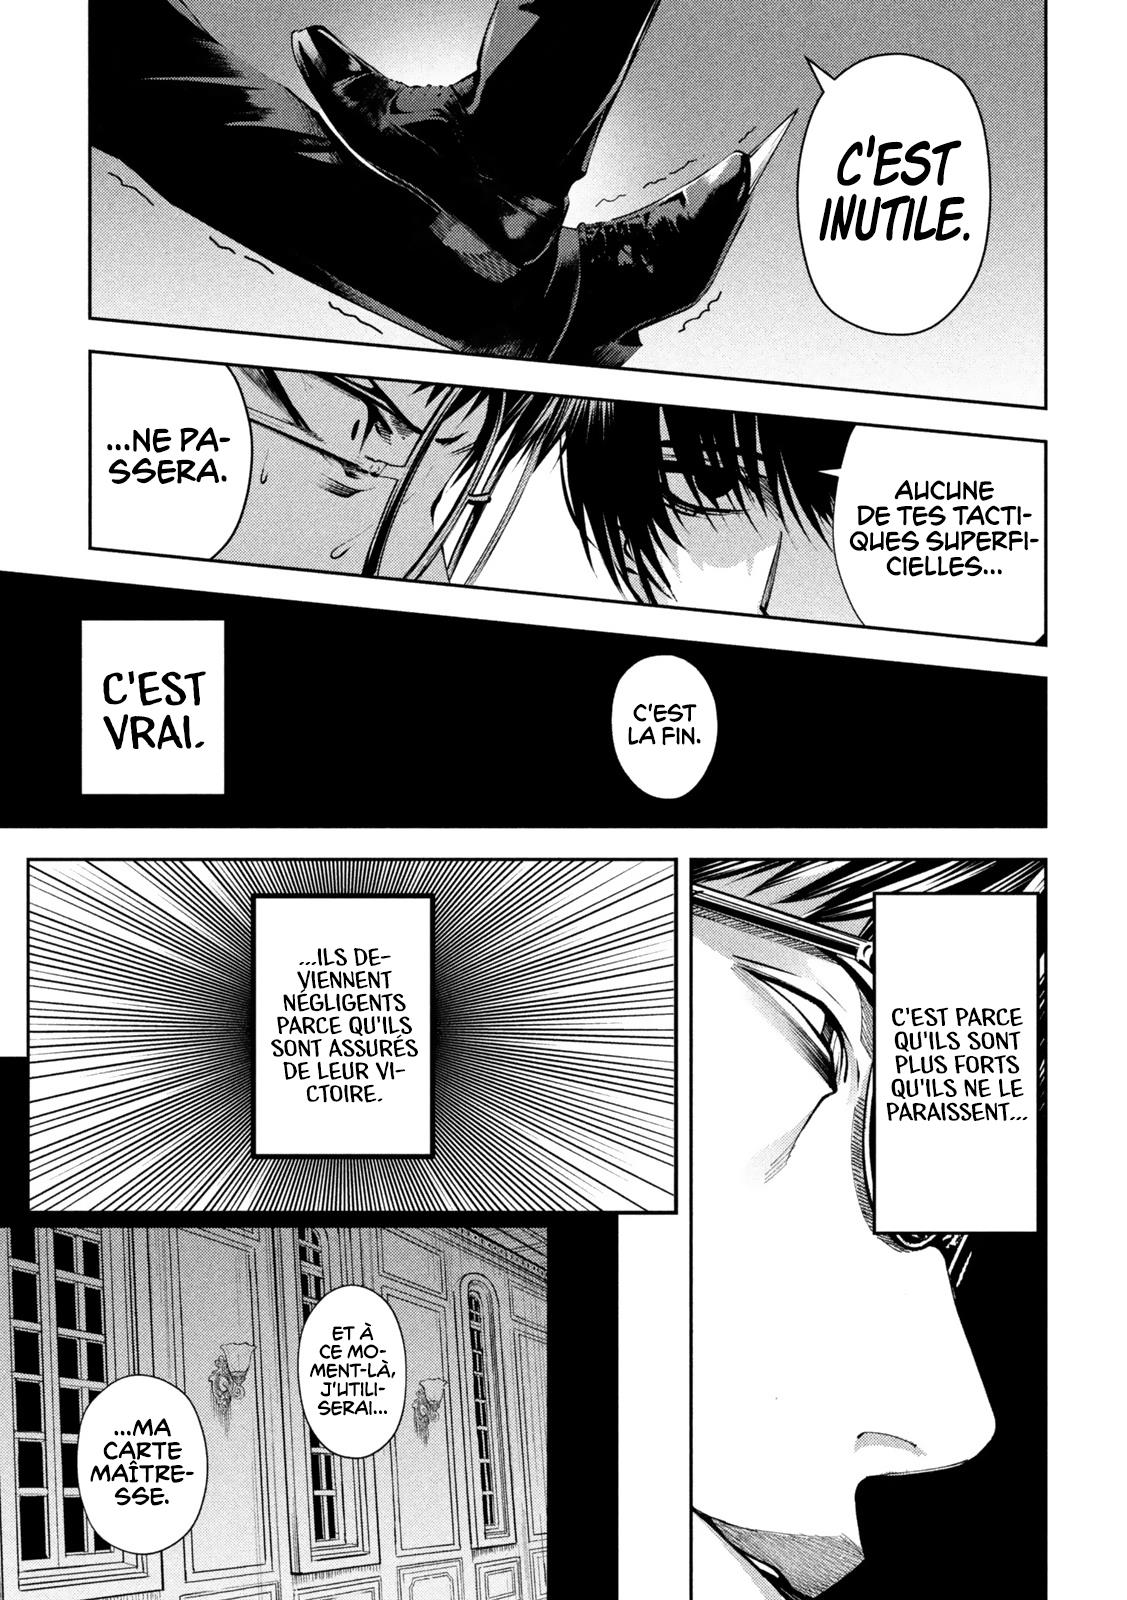 C'EST
INUTILE.
AUCUNE
DE TES TACTI-
QUES SUPERFI-
CIELLES...
...NE PA-
SSERA.
C'EST
LA FIN.
C'EST
VRAI.
C'EST PARCE
QU'ILS SONT
PLUS FORTS
QU'ILS NE LE
PARAISSENT...
...ILS DE-
VIENNENT
NÉGLIGENTS
PARCE QU'ILS
SONT ASSURÉS
DE LEUR VI-
CTOIRE.
ET À
CE MO-
MENT-LÀ,
J'UTILI-
SERAI...
...MA
CARTE
MAÎTRE-
SSE.